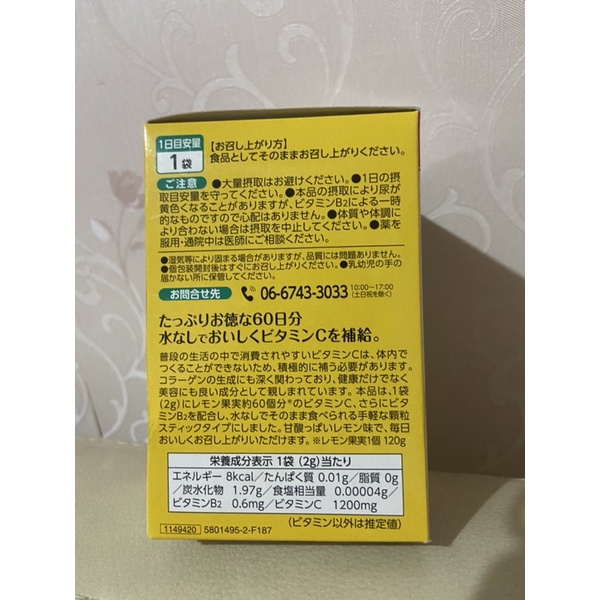 1日目安量
1袋
【お召し上がり方】
食品としてそのままお召し上がりください。
ご注意 ●大量摂取はお避けください。●1日の摂
取目安量を守ってください。●本品の摂取により尿が
黄色くなることがありますが、ビタミンB2による一時
的なものですので心配はありません。●体質や体調に
より合わない場合は摂取を中止してください。●薬を
服用・通院中は医師にご相談ください。
●湿気等により固まる場合がありますが、品質には問題ありません。
●個包装開封後はすぐにお召し上がりください。●乳幼児の手の
届かない所に保管してください。
お問合せ先 06-6743-3033 10:00~17:00
(土日祝を除く)
たっぷりお徳な60日分
水なしでおいしくビタミンCを補給。
普段の生活の中で消費されやすいビタミンCは、体内で
つくることができないため、積極的に補う必要があります。
コラーゲンの生成にも深く関わっており、健康だけでなく
美容にも良い成分として親しまれています。本品は、1袋
(2g)にレモン果実約60個分※のビタミンC、さらにビタ
ミンB2を配合し、水なしでそのまま食べられる手軽な顆粒
スティックタイプにしました。甘酸っぱいレモン味で、毎日
おいしくお召し上がりいただけます。※レモン果実1個 120g
栄養成分表示 1袋(2g)当たり
エネルギー 8kcal/たんぱく質 0.01g/脂質 0g
/炭水化物 1.97g/食塩相当量 0.00004g/
ビタミンB2 0.6mg/ビタミンC 1200mg
(ビタミン以外は推定値)
1149420 5801495-2-F187